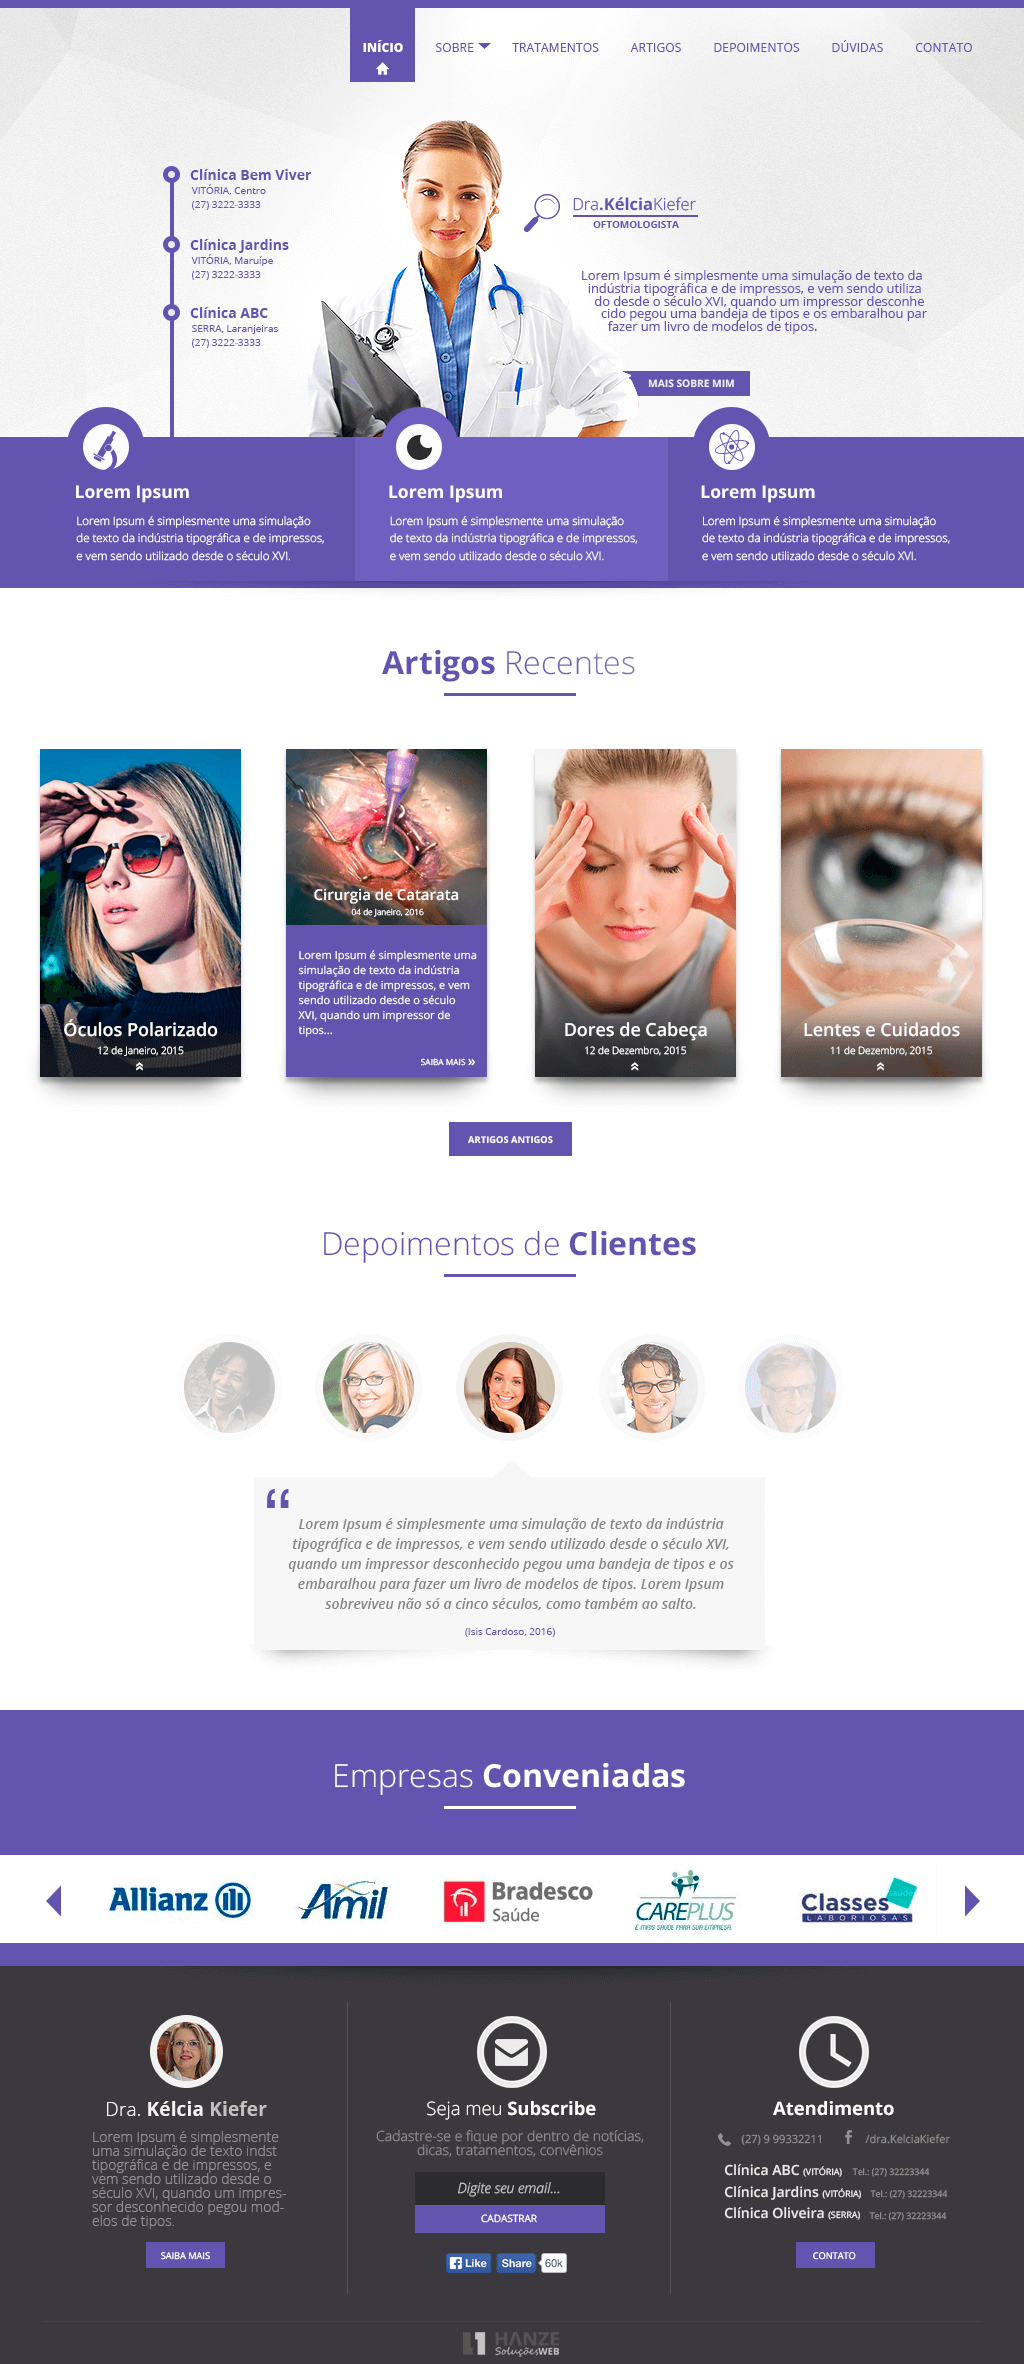 INÍCIO
SOBRE
TRATAMENTOS
ARTIGOS
DEPOIMENTOS
DÚVIDAS
CONTATO
Clínica Bem Viver
VITÓRIA, Centro
(27) 3222-3333
Clínica Jardins
VITÓRIA, Maruípe
(27) 3222-3333
Clínica ABC
SERRA, Laranjeiras
(27) 3222-3333
Dra.KélciaKiefer
OFTOMOLOGISTA
Lorem Ipsum é simplesmente uma simulação de texto da
indústria tipográfica e de impressos, e vem sendo utiliza
do desde o século XVI, quando um impressor desconhe
cido pegou uma bandeja de tipos e os embaralhou par
fazer um livro de modelos de tipos.
MAIS SOBRE MIM
Lorem Ipsum
Lorem Ipsum é simplesmente uma simulação
de texto da indústria tipográfica e de impressos,
e vem sendo utilizado desde o século XVI.
Lorem Ipsum
Lorem Ipsum é simplesmente uma simulação
de texto da indústria tipográfica e de impressos,
e vem sendo utilizado desde o século XVI.
Lorem Ipsum
Lorem Ipsum é simplesmente uma simulação
de texto da indústria tipográfica e de impressos,
e vem sendo utilizado desde o século XVI.
Artigos Recentes
Óculos Polarizado
12 de Janeiro, 2015
Cirurgia de Catarata
04 de Janeiro, 2016
Lorem Ipsum é simplesmente uma
simulação de texto da indústria
tipográfica e de impressos, e vem
sendo utilizado desde o século
XVI, quando um impressor de
tipos...
SAIBA MAIS »
Dores de Cabeça
12 de Dezembro, 2015
Lentes e Cuidados
11 de Dezembro, 2015
ARTIGOS ANTIGOS
Depoimentos de Clientes
“
Lorem Ipsum é simplesmente uma simulação de texto da indústria
tipográfica e de impressos, e vem sendo utilizado desde o século XVI,
quando um impressor desconhecido pegou uma bandeja de tipos e os
embaralhou para fazer um livro de modelos de tipos. Lorem Ipsum
sobreviveu não só a cinco séculos, como também ao salto.
(Isis Cardoso, 2016)
Empresas Conveniadas
Allianz
Amil
Bradesco
Saúde
CAREPLUS
É MAIS SAÚDE PARA SUA EMPRESA.
saúde
Classes
LABORIOSAS
Dra. Kélcia Kiefer
Lorem Ipsum é simplesmente
uma simulação de texto indst
tipográfica e de impressos, e
vem sendo utilizado desde o
século XVI, quando um impres-
sor desconhecido pegou mod-
elos de tipos.
SAIBA MAIS
Seja meu Subscribe
Cadastre-se e fique por dentro de notícias,
dicas, tratamentos, convênios
Digite seu email...
CADASTRAR
Like
Share
60k
Atendimento
(27) 9 99332211
/dra.KelciaKiefer
Clínica ABC (VITÓRIA) Tel.: (27) 32223344
Clínica Jardins (VITÓRIA) Tel.: (27) 32223344
Clínica Oliveira (SERRA) Tel.: (27) 32223344
CONTATO
HANZE
SoluçõesWEB